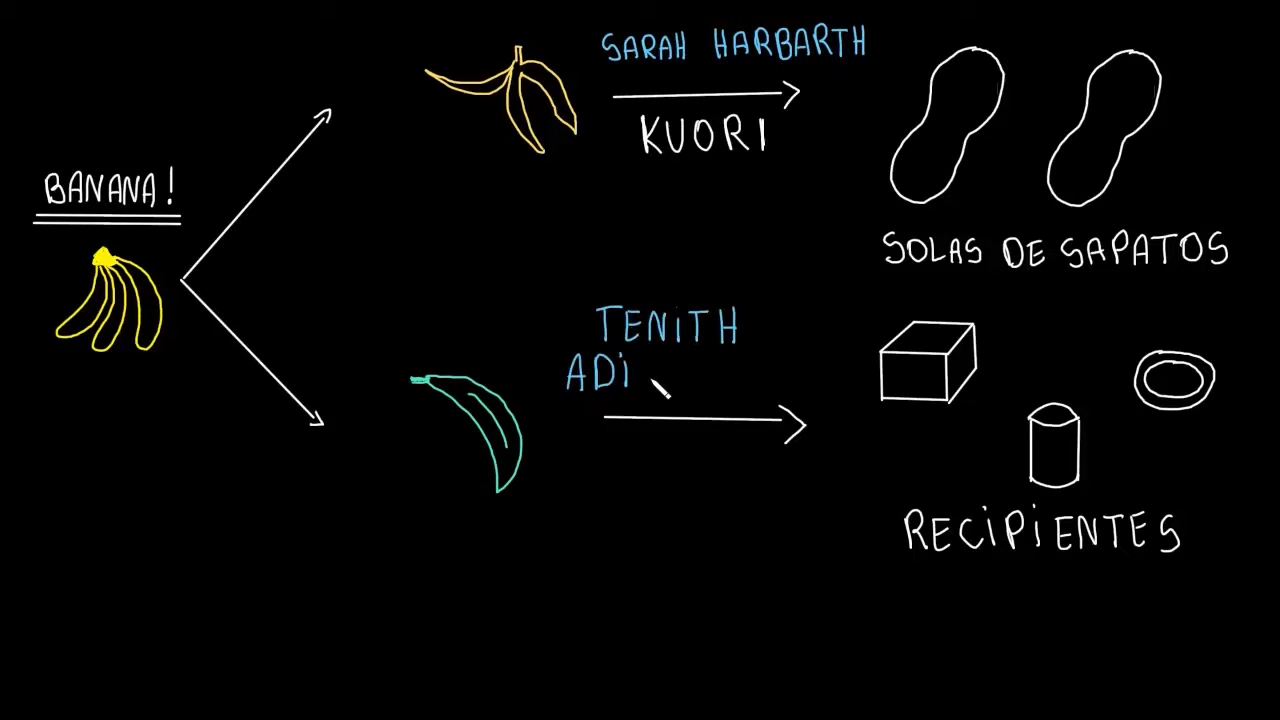 BANANA!
SARAH HARBARTH
KUORI
SOLAS DE SAPATOS
TENiTH
ADi
RECiPiENTES